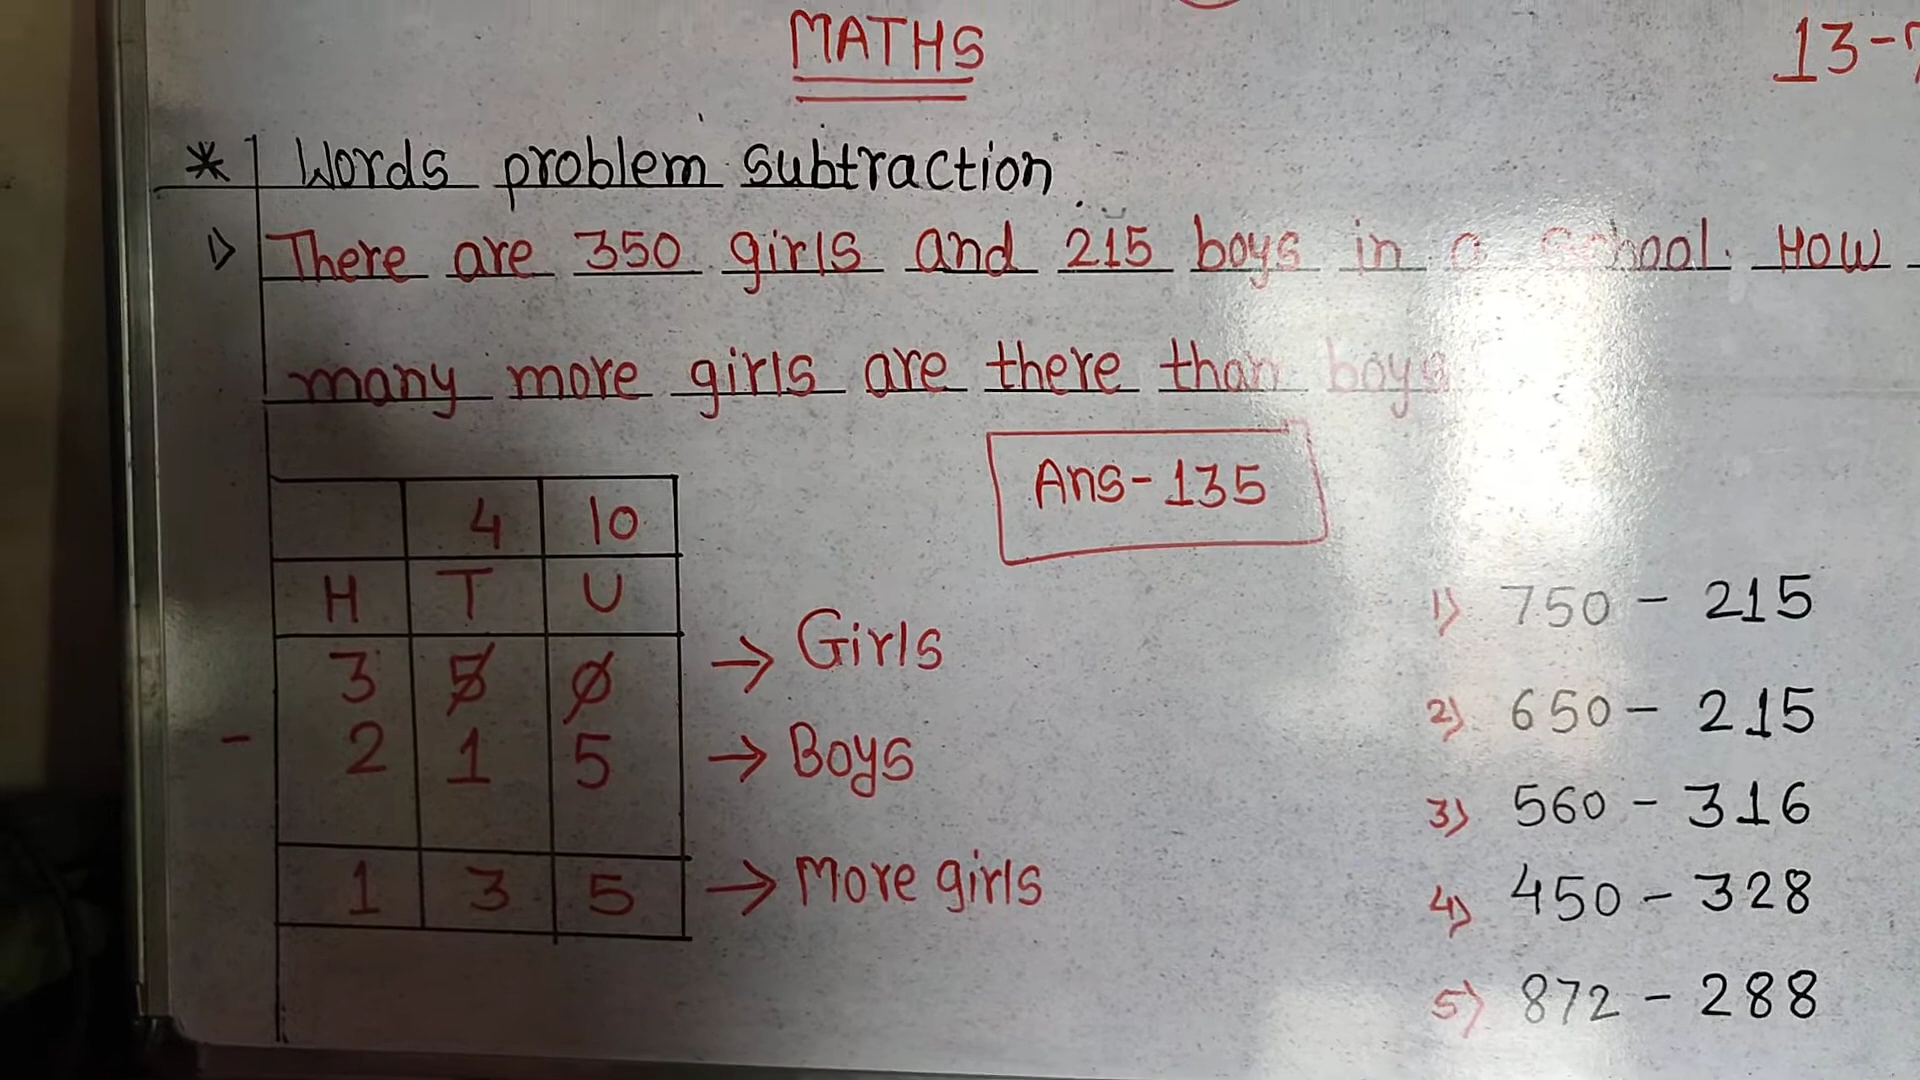 MATHS
13-7
* Words problem subtraction
1) There are 350 girls and 215 boys in a school. How
many more girls are there than boys
Ans- 135
4 10
H T U
3 5 0 → Girls
- 2 1 5 → Boys
1 3 5 → More girls
1) 750 - 215
2) 650 - 215
3) 560 - 316
4) 450 - 328
5) 872 - 288